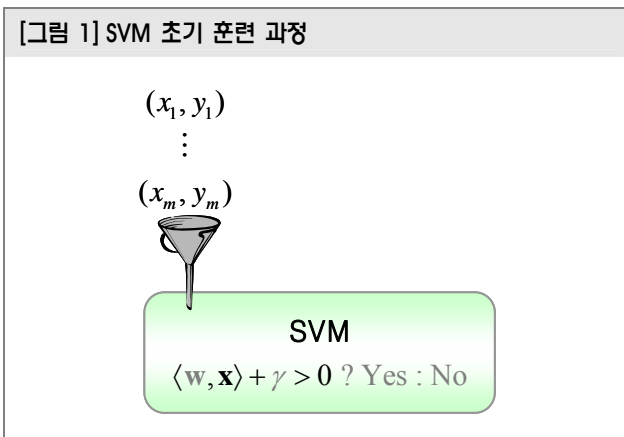 [그림 1] SVM 초기 훈련 과정
(x₁, y₁)
⋮
(xₘ, yₘ)
SVM
⟨w, x⟩ + γ > 0 ? Yes : No